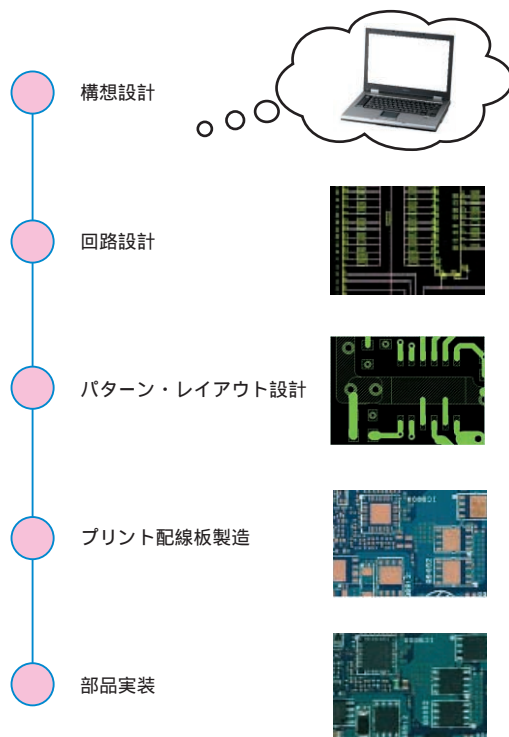 構想設計
回路設計
パターン・レイアウト設計
プリント配線板製造
部品実装